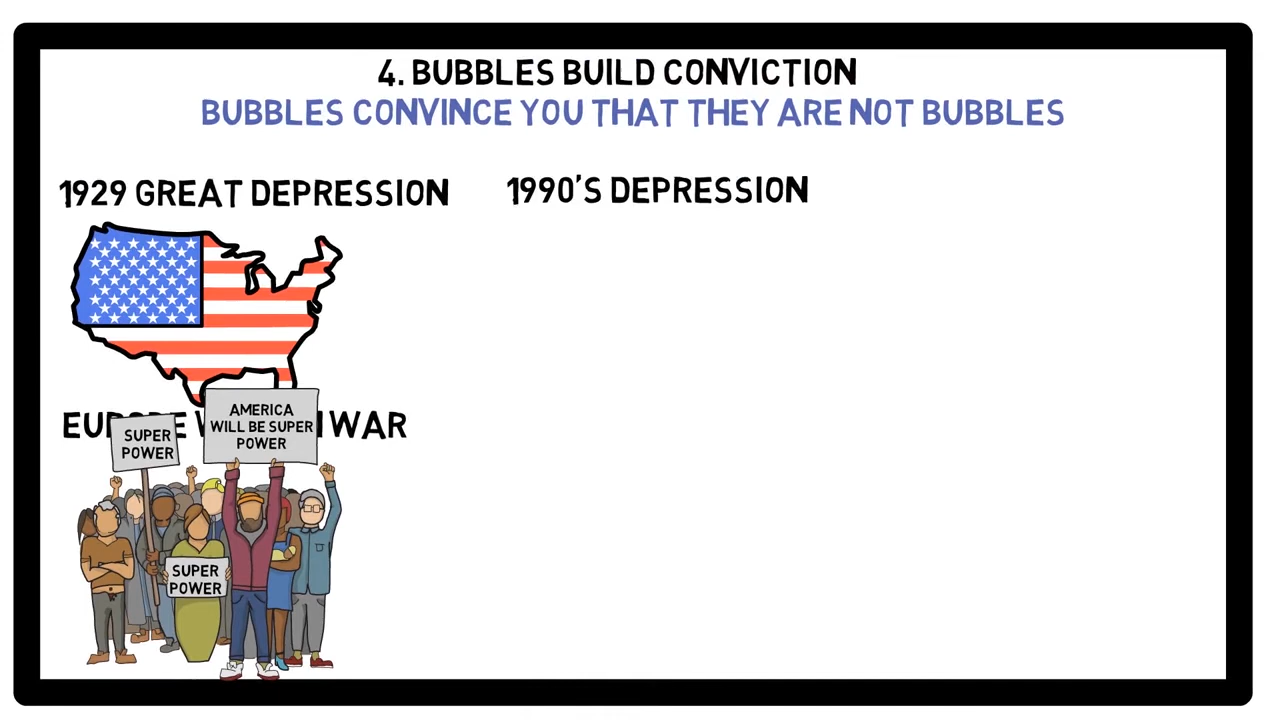 4. BUBBLES BUILD CONVICTION
BUBBLES CONVINCE YOU THAT THEY ARE NOT BUBBLES
1929 GREAT DEPRESSION
1990'S DEPRESSION
EUROPE WAR
AMERICA
WILL BE SUPER
POWER
SUPER
POWER
SUPER
POWER